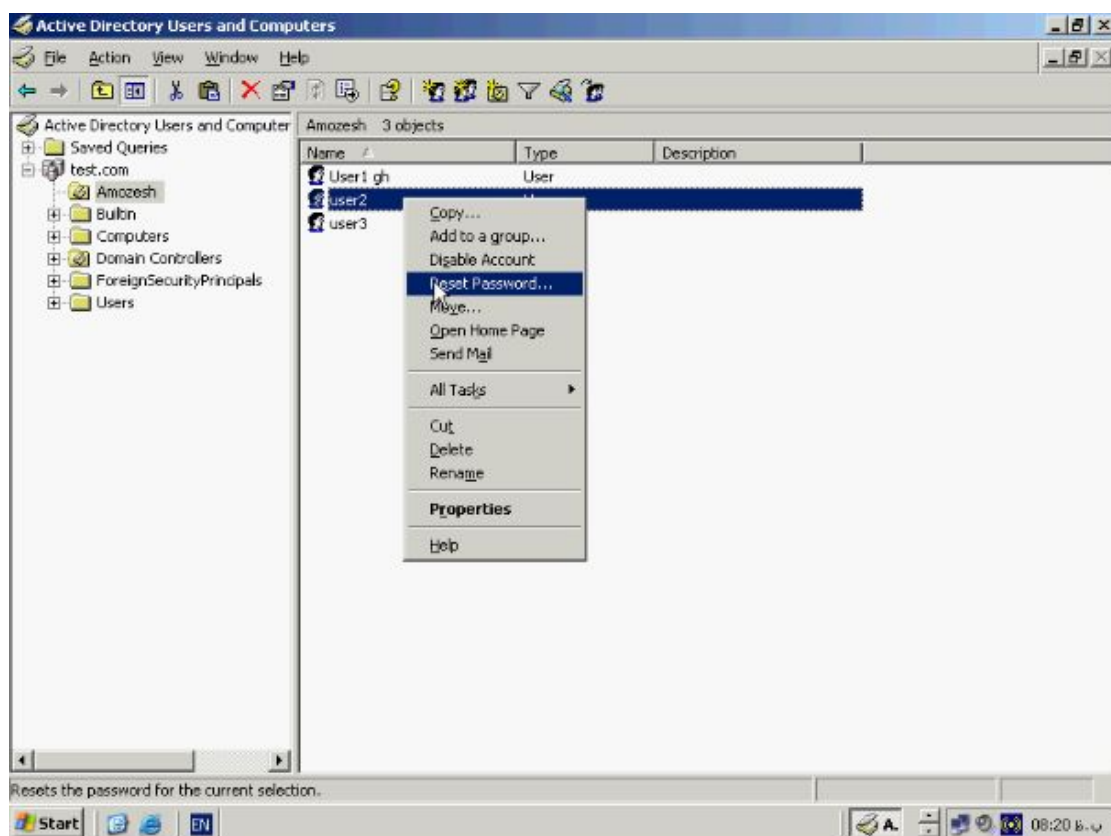 Active Directory Users and Computers
File Action View Window Help
Active Directory Users and Computer
Saved Queries
test.com
Amozesh
Builtin
Computers
Domain Controllers
ForeignSecurityPrincipals
Users
Amozesh 3 objects
Name Type Description
User1 gh User
user2
user3
Copy...
Add to a group...
Disable Account
Reset Password...
Move...
Open Home Page
Send Mail
All Tasks
Cut
Delete
Rename
Properties
Help
Resets the password for the current selection.
Start EN A. 08:20 ب.ظ